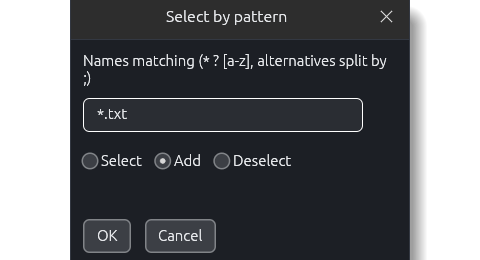 Select by pattern
Names matching (* ? [a-z], alternatives split by
;)
*.txt
Select Add Deselect
OK Cancel